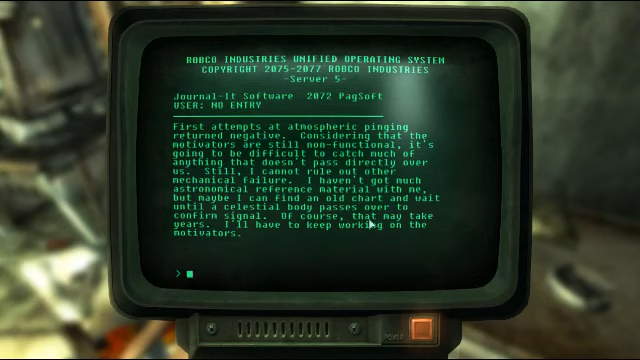 ROBCO INDUSTRIES UNIFIED OPERATING SYSTEM
COPYRIGHT 2075-2077 ROBCO INDUSTRIES
-Server 5-
Journal-It Software 2072 PagSoft
USER: NO ENTRY
First attempts at atmospheric pinging
returned negative. Considering that the
motivators are still non-functional, it's
going to be difficult to catch much of
anything that doesn't pass directly over
us. Still, I cannot rule out other
mechanical failure. I haven't got much
astronomical reference material with me,
but maybe I can find an old chart and wait
until a celestial body passes over to
confirm signal. Of course, that may take
years. I'll have to keep working on the
motivators.
>
POWER